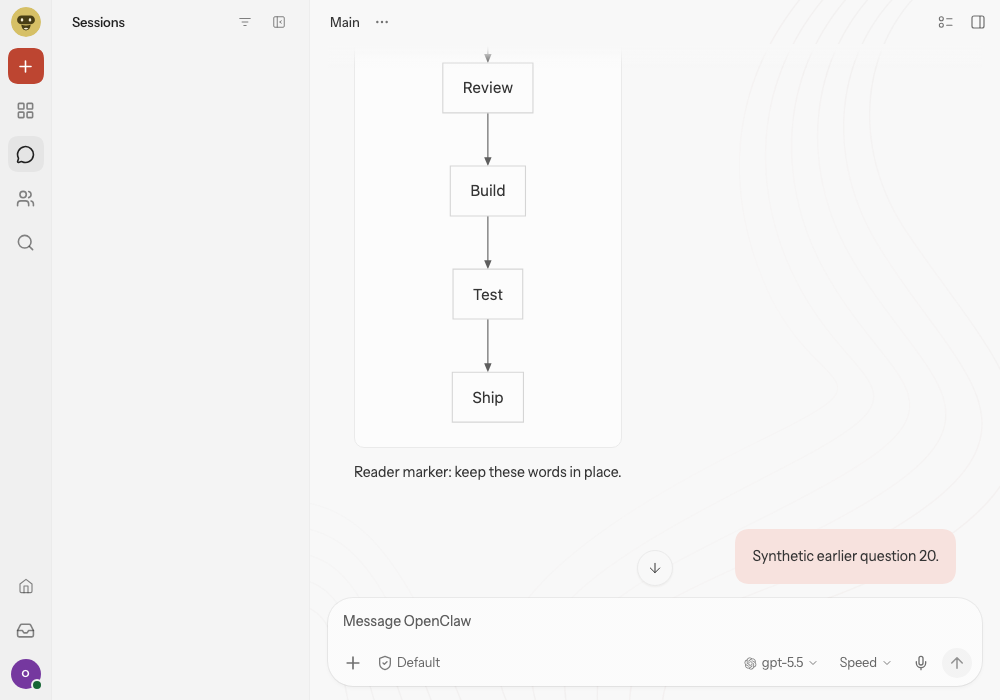 Sessions
Main
Review
Build
Test
Ship
Reader marker: keep these words in place.
Synthetic earlier question 20.
Message OpenClaw
Default
gpt-5.5
Speed
O